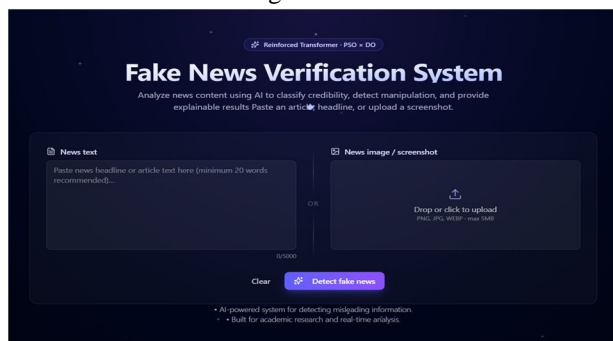 Reinforced Transformer · PSO × DO
Fake News Verification System
Analyze news content using AI to classify credibility, detect manipulation, and provide
explainable results Paste an article, headline, or upload a screenshot.
News text
Paste news headline or article text here (minimum 20 words
recommended)...
0/5000
OR
News image / screenshot
Drop or click to upload
PNG, JPG, WEBP · max 5MB
Clear
Detect fake news
• AI-powered system for detecting misleading information.
• Built for academic research and real-time analysis.